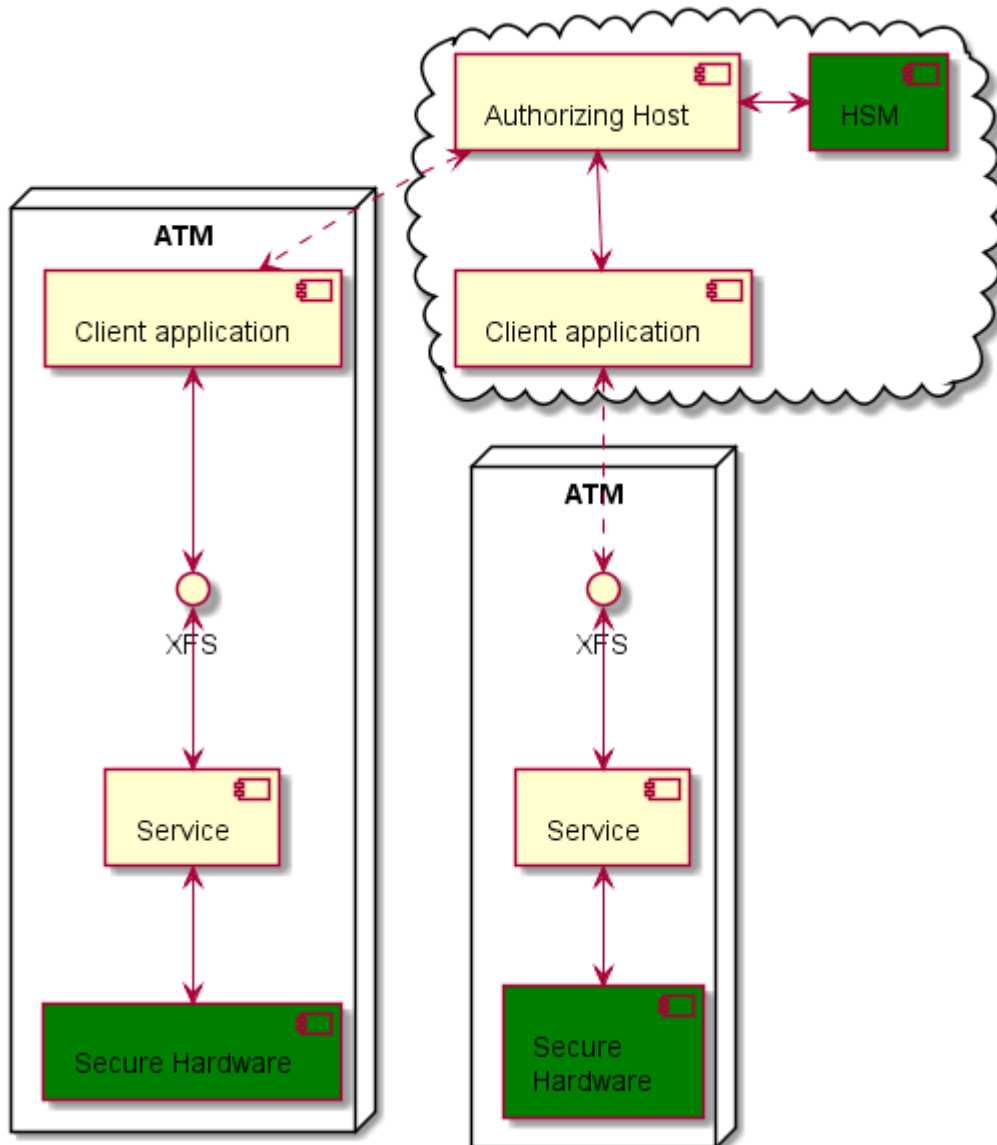 Authorizing Host
HSM
ATM
Client application
Client application
ATM
XFS
XFS
Service
Service
Secure Hardware
Secure
Hardware